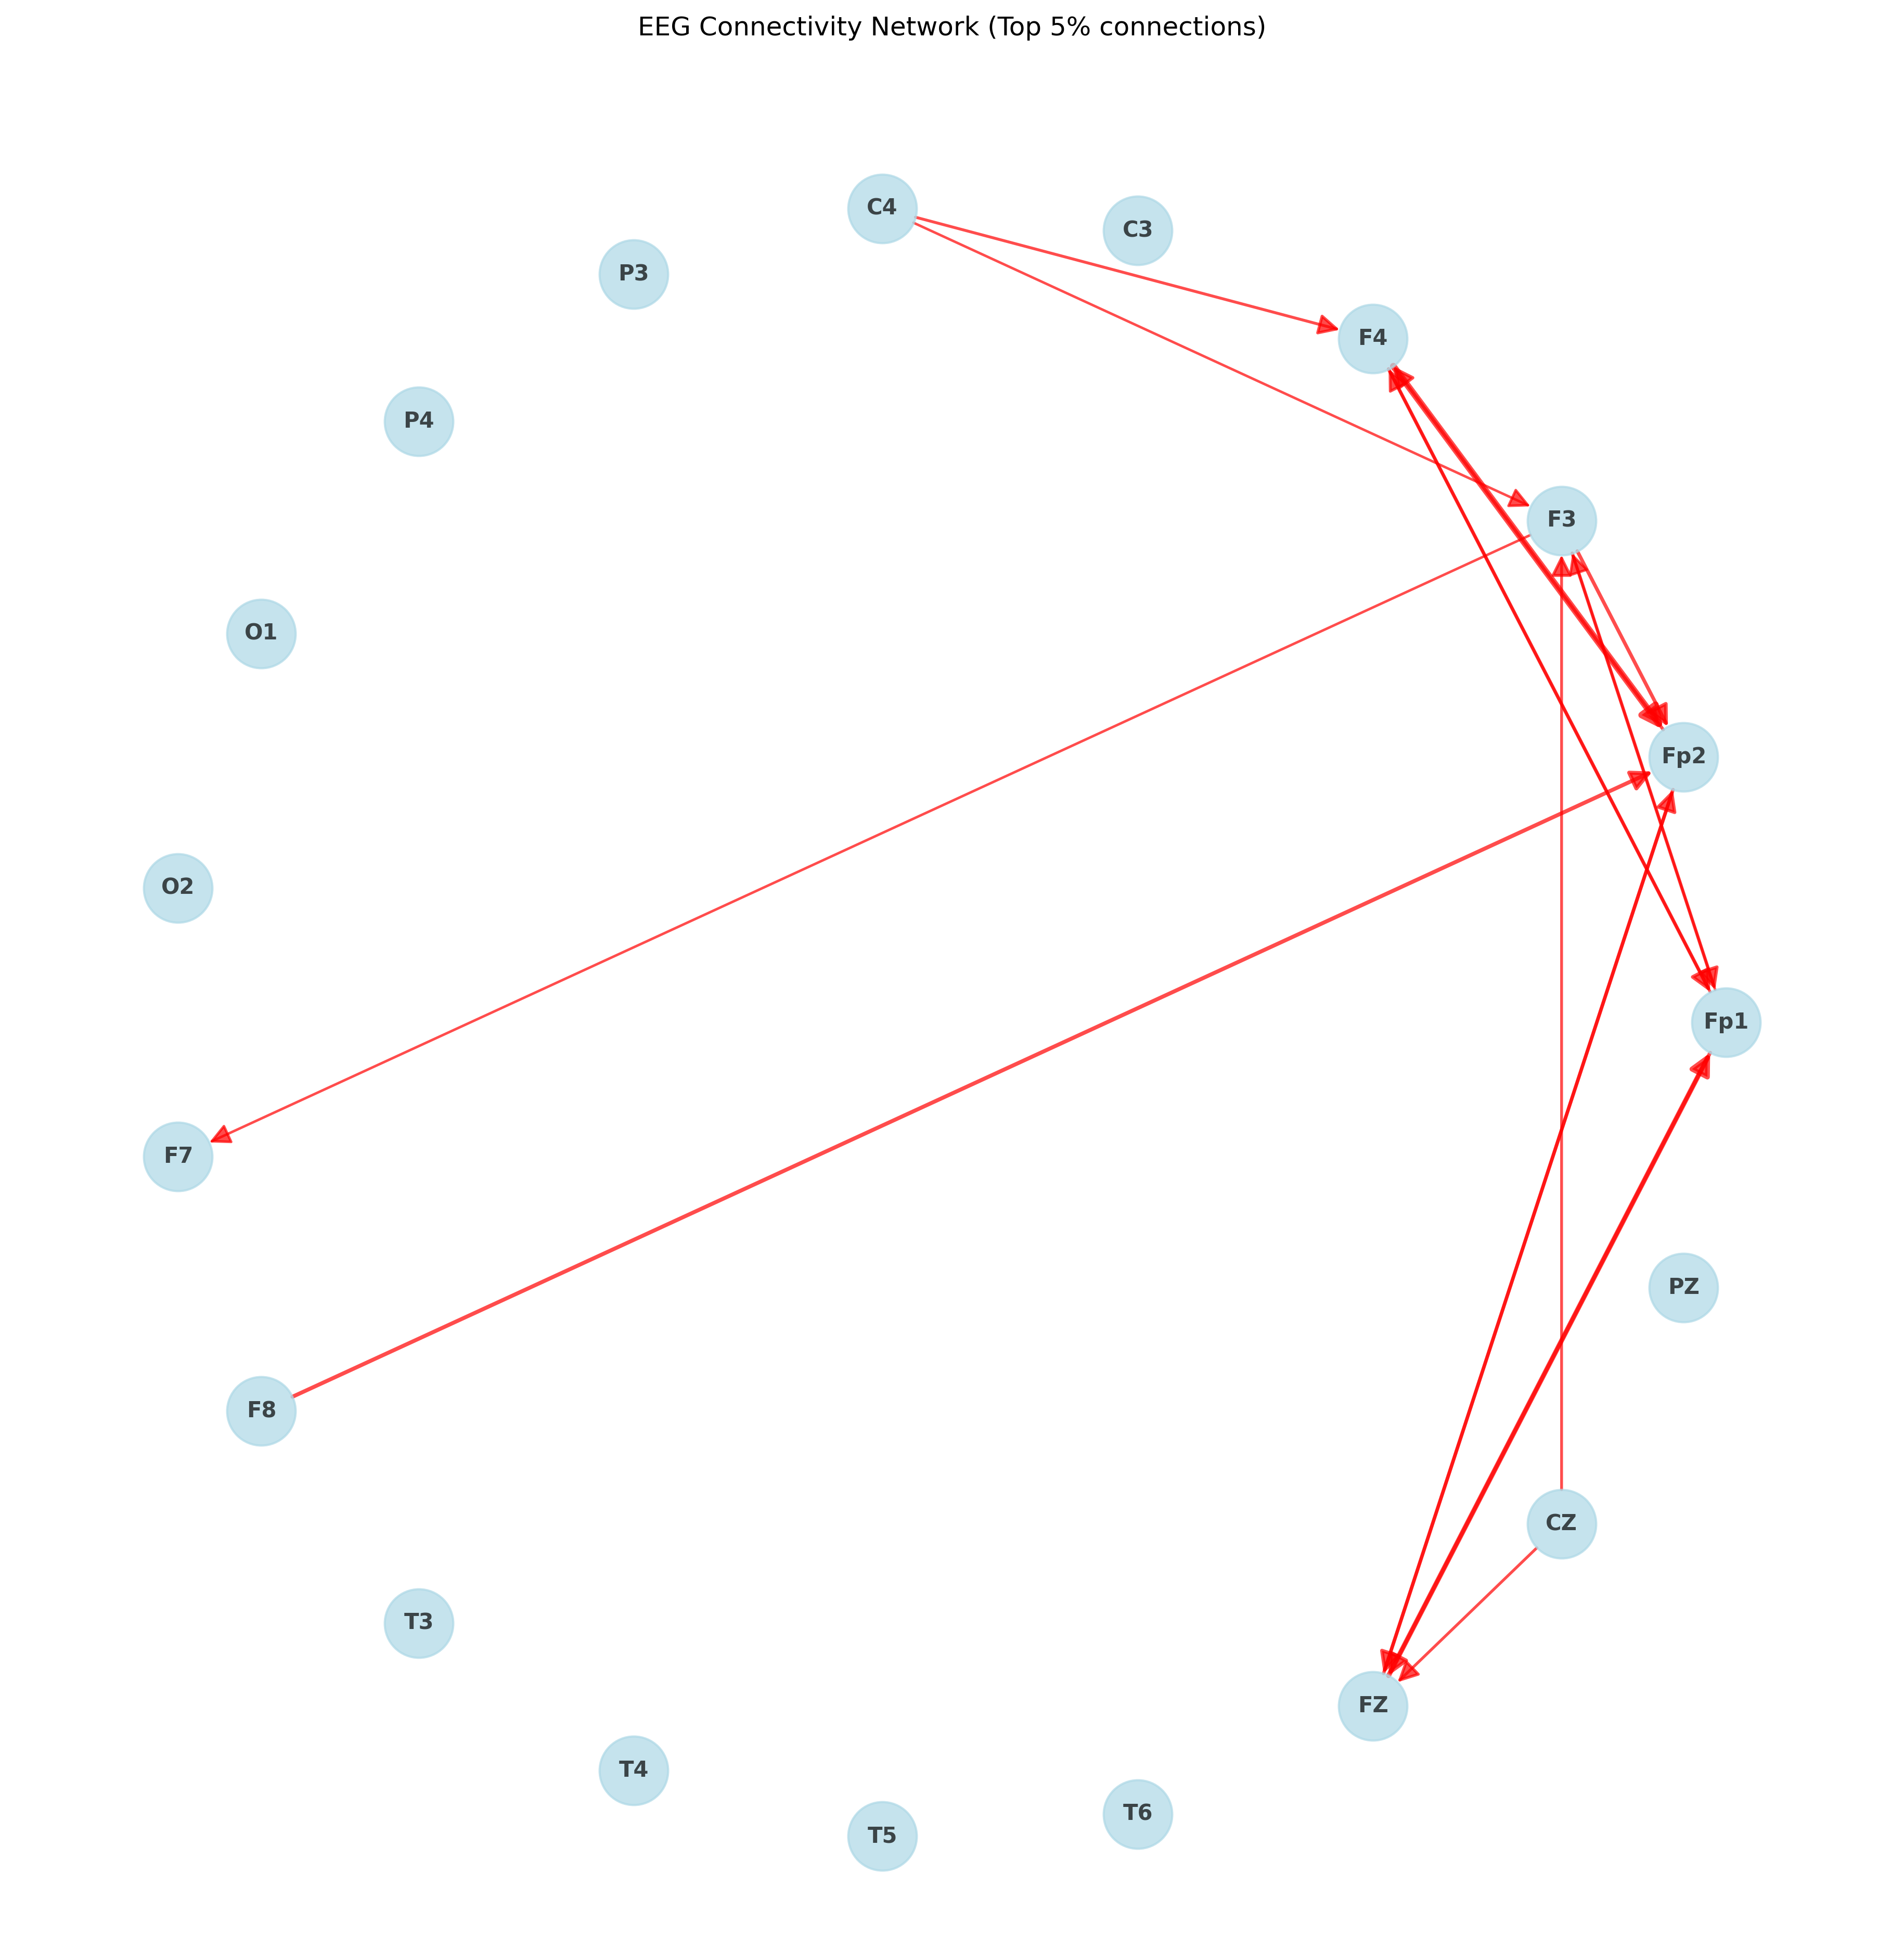 EEG Connectivity Network (Top 5% connections)
C4
C3
P3
F4
P4
F3
O1
Fp2
O2
Fp1
F7
PZ
F8
CZ
T3
FZ
T4
T6
T5